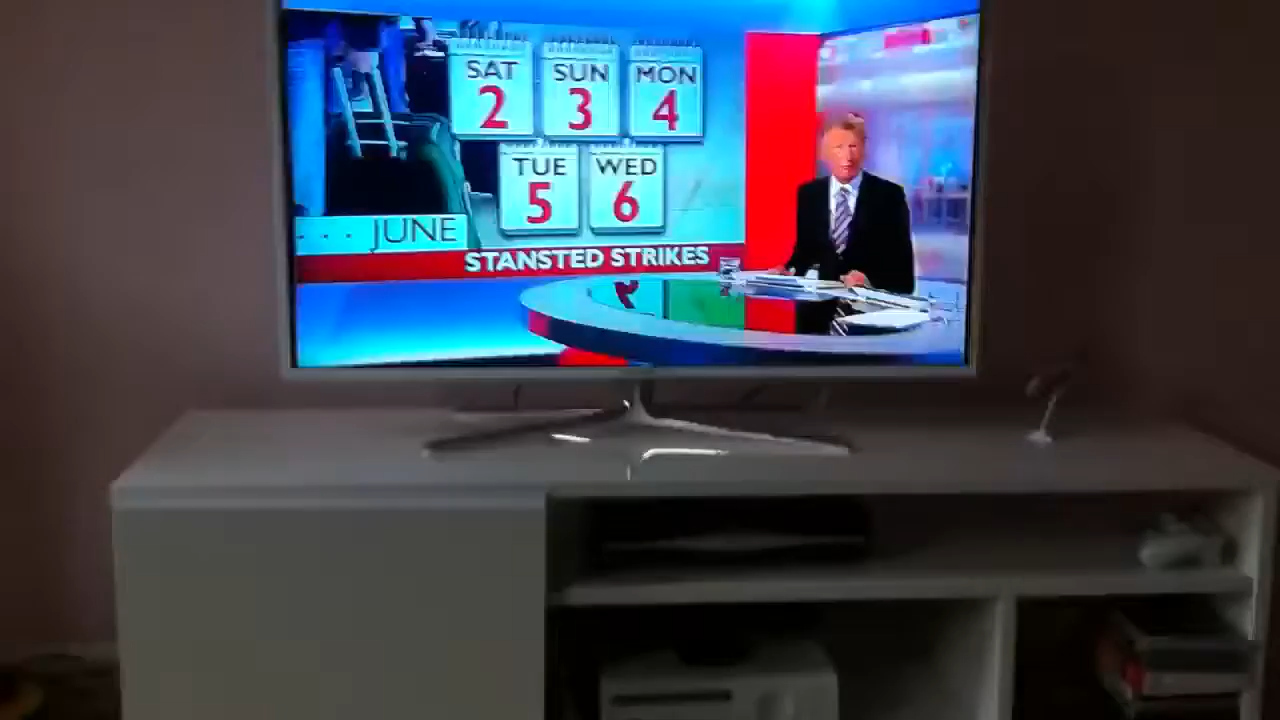 SAT SUN MON
2 3 4
TUE WED
5 6
... JUNE
STANSTED STRIKES